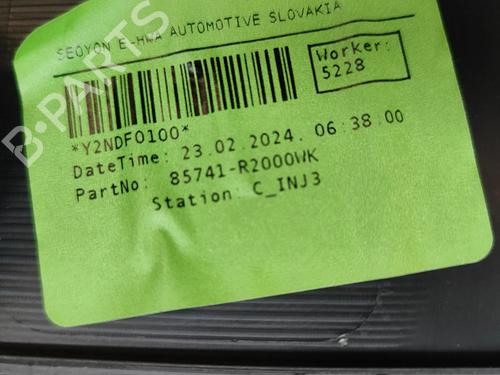 SEOYON E-HWA AUTOMOTIVE SLOVAKIA
Worker:
5228
*Y2NDF0100*
DateTime: 23.02.2024. 06:38:00
PartNo: 85741-R2000WK
Station: C_INJ3
B-PARTS